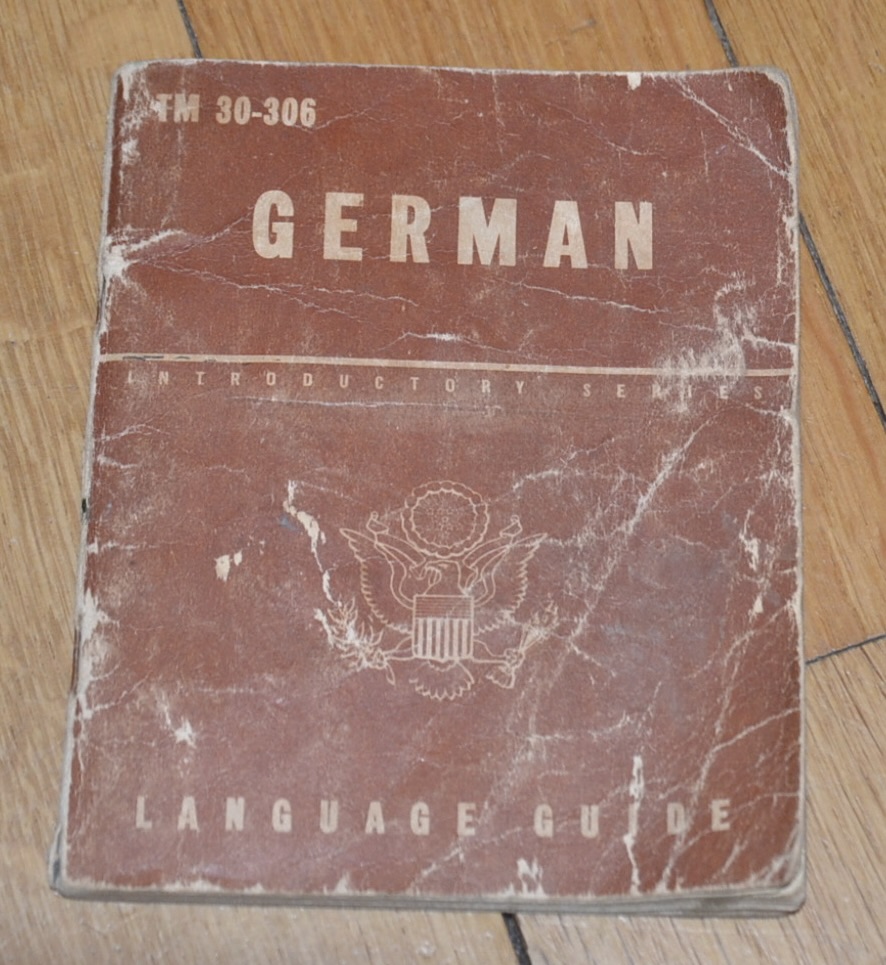 TM 30-306
GERMAN
INTRODUCTORY SERIES
LANGUAGE GUIDE